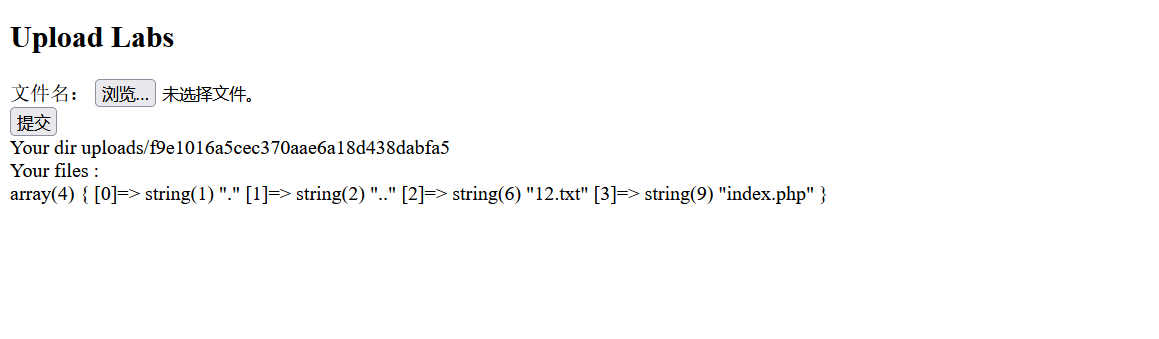 Upload Labs
文件名： 浏览... 未选择文件。
提交
Your dir uploads/f9e1016a5cec370aae6a18d438dabfa5
Your files :
array(4) { [0]=> string(1) "." [1]=> string(2) ".." [2]=> string(6) "12.txt" [3]=> string(9) "index.php" }